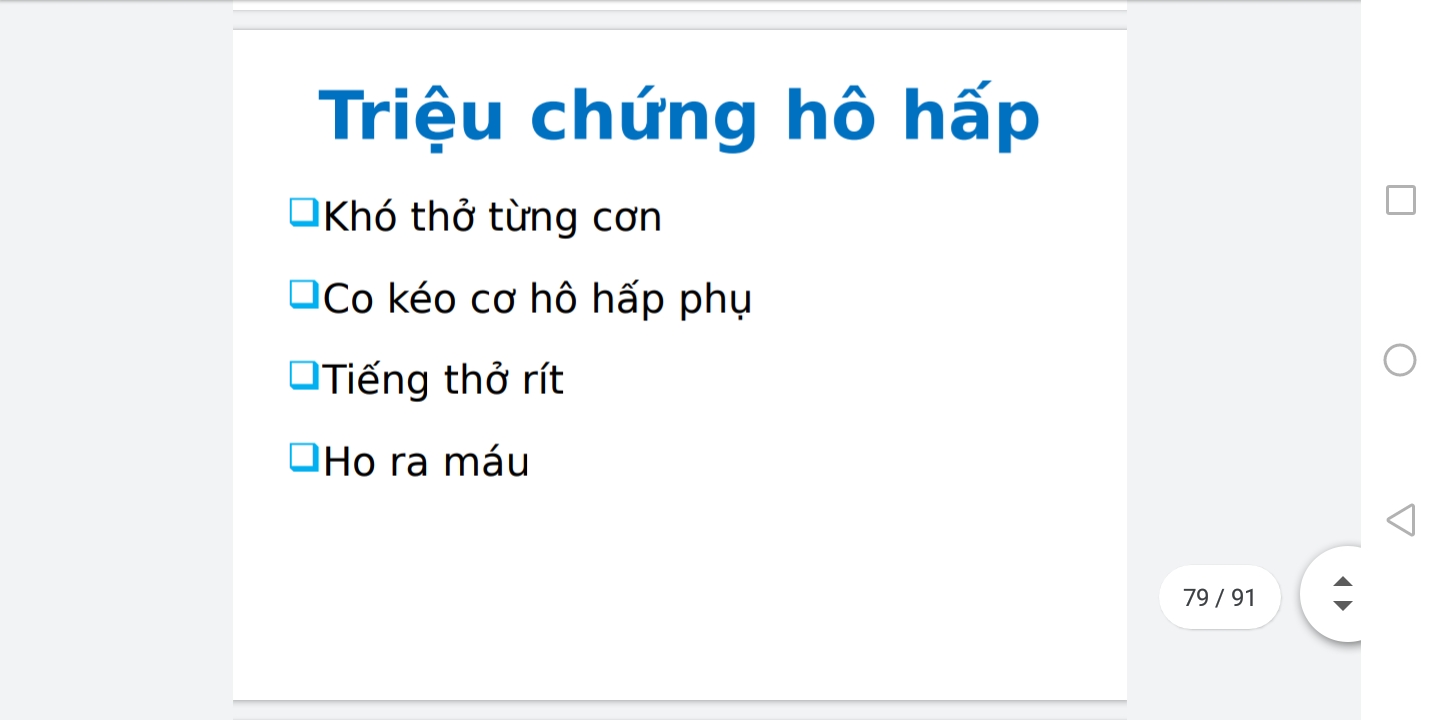 Triệu chứng hô hấp
❑Khó thở từng cơn
❑Co kéo cơ hô hấp phụ
❑Tiếng thở rít
❑Ho ra máu
79 / 91